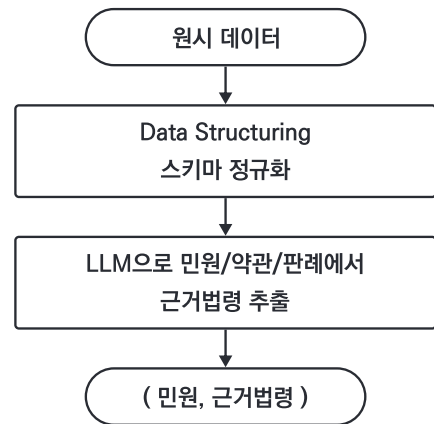 원시 데이터
Data Structuring
스키마 정규화
LLM으로 민원/약관/판례에서
근거법령 추출
( 민원, 근거법령 )